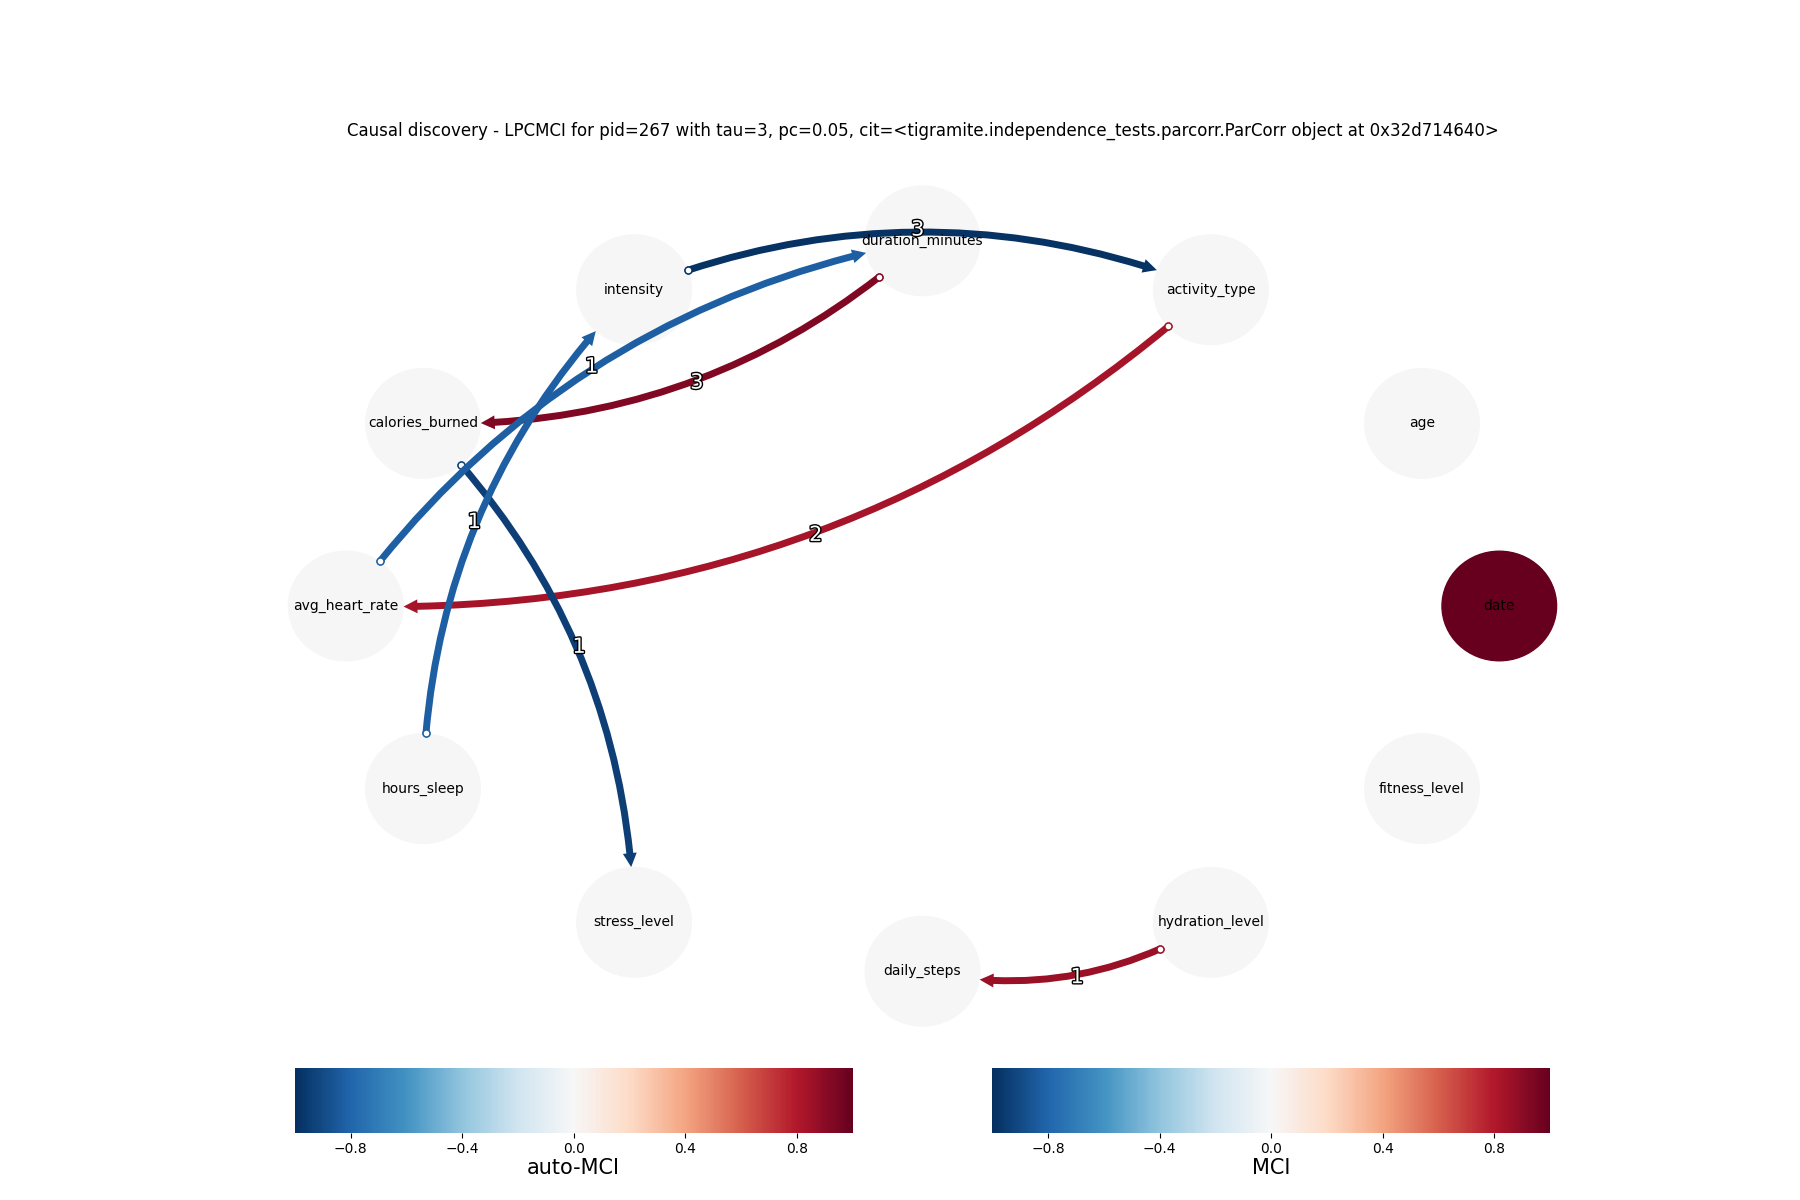 Causal discovery - LPCMCI for pid=267 with tau=3, pc=0.05, cit=<tigramite.independence_tests.parcorr.ParCorr object at 0x32d714640>
3
duration_minutes
intensity
activity_type
1
3
calories_burned
age
1
2
avg_heart_rate
date
1
hours_sleep
fitness_level
stress_level
hydration_level
daily_steps
1
−0.8 −0.4 0.0 0.4 0.8
auto-MCI
−0.8 −0.4 0.0 0.4 0.8
MCI